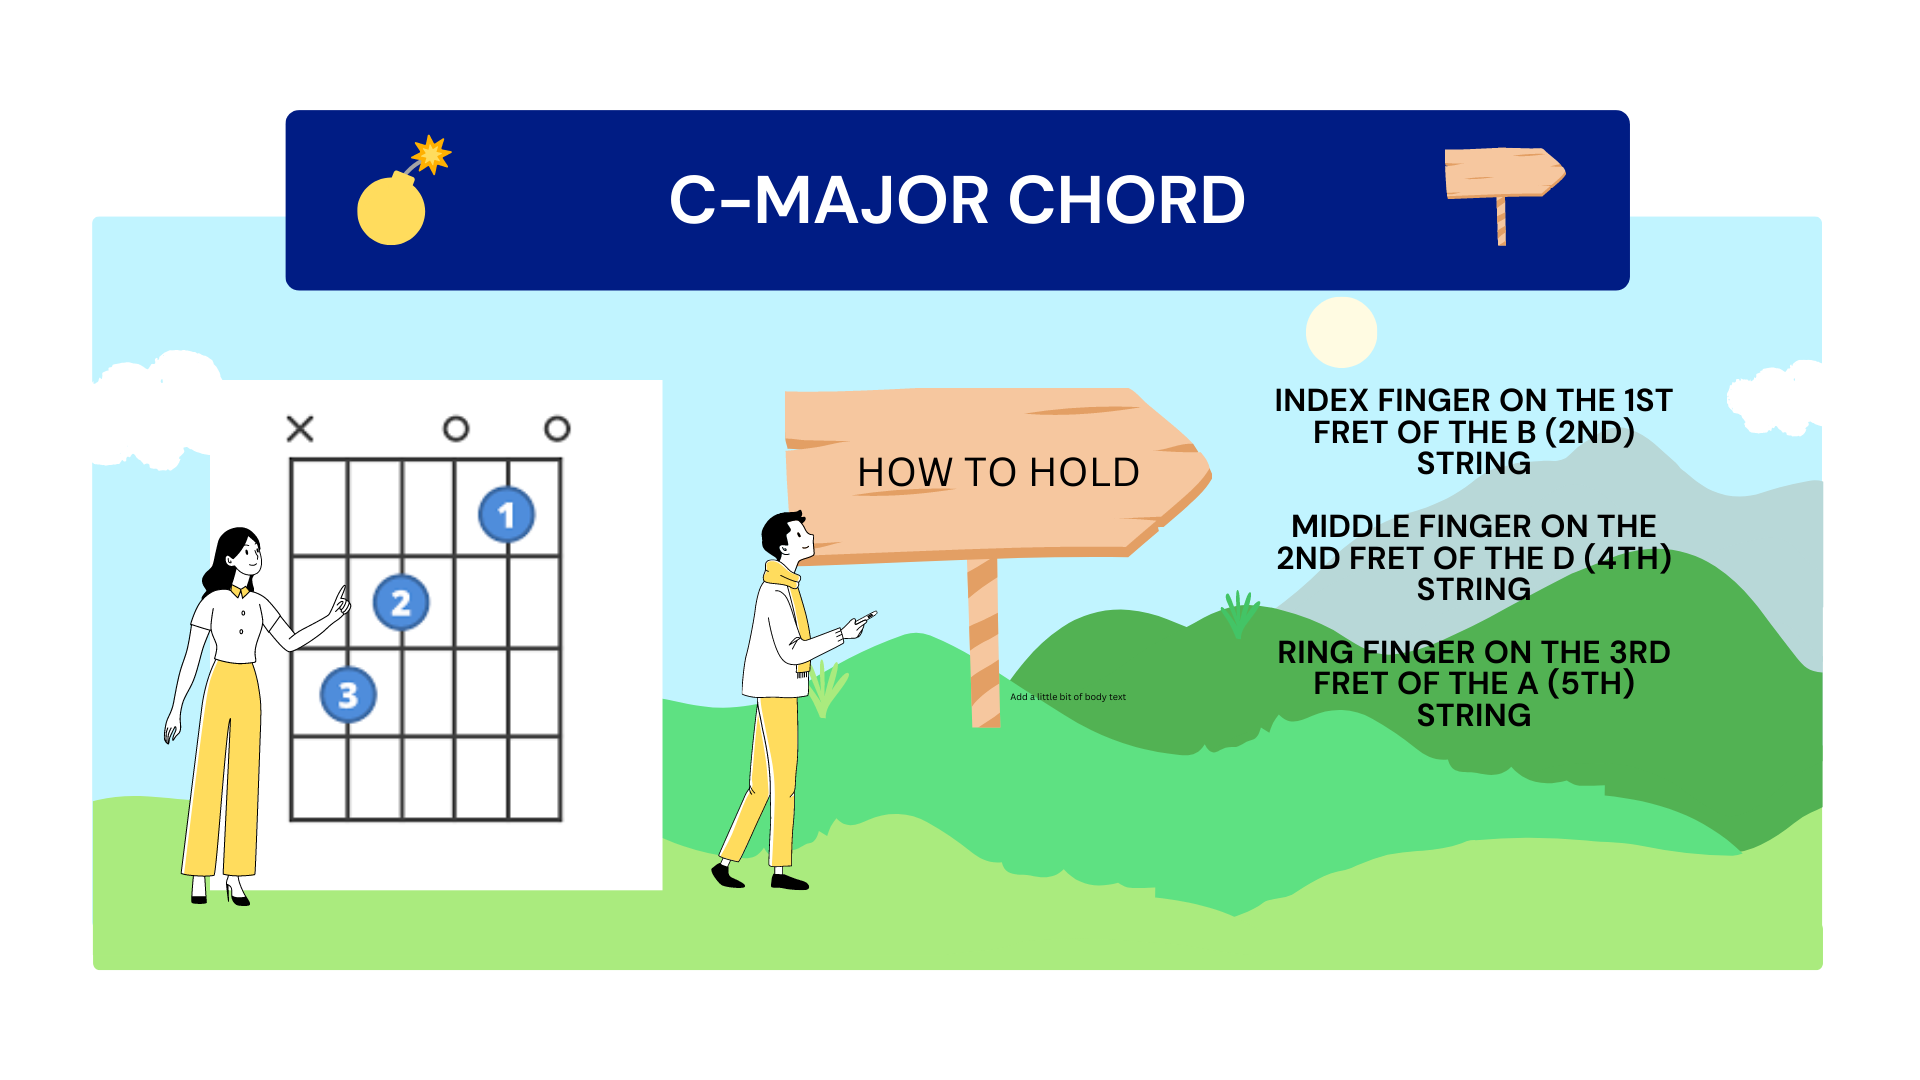 C-MAJOR CHORD
X O O
1
2
3
HOW TO HOLD
Add a little bit of body text
INDEX FINGER ON THE 1ST
FRET OF THE B (2ND)
STRING
MIDDLE FINGER ON THE
2ND FRET OF THE D (4TH)
STRING
RING FINGER ON THE 3RD
FRET OF THE A (5TH)
STRING